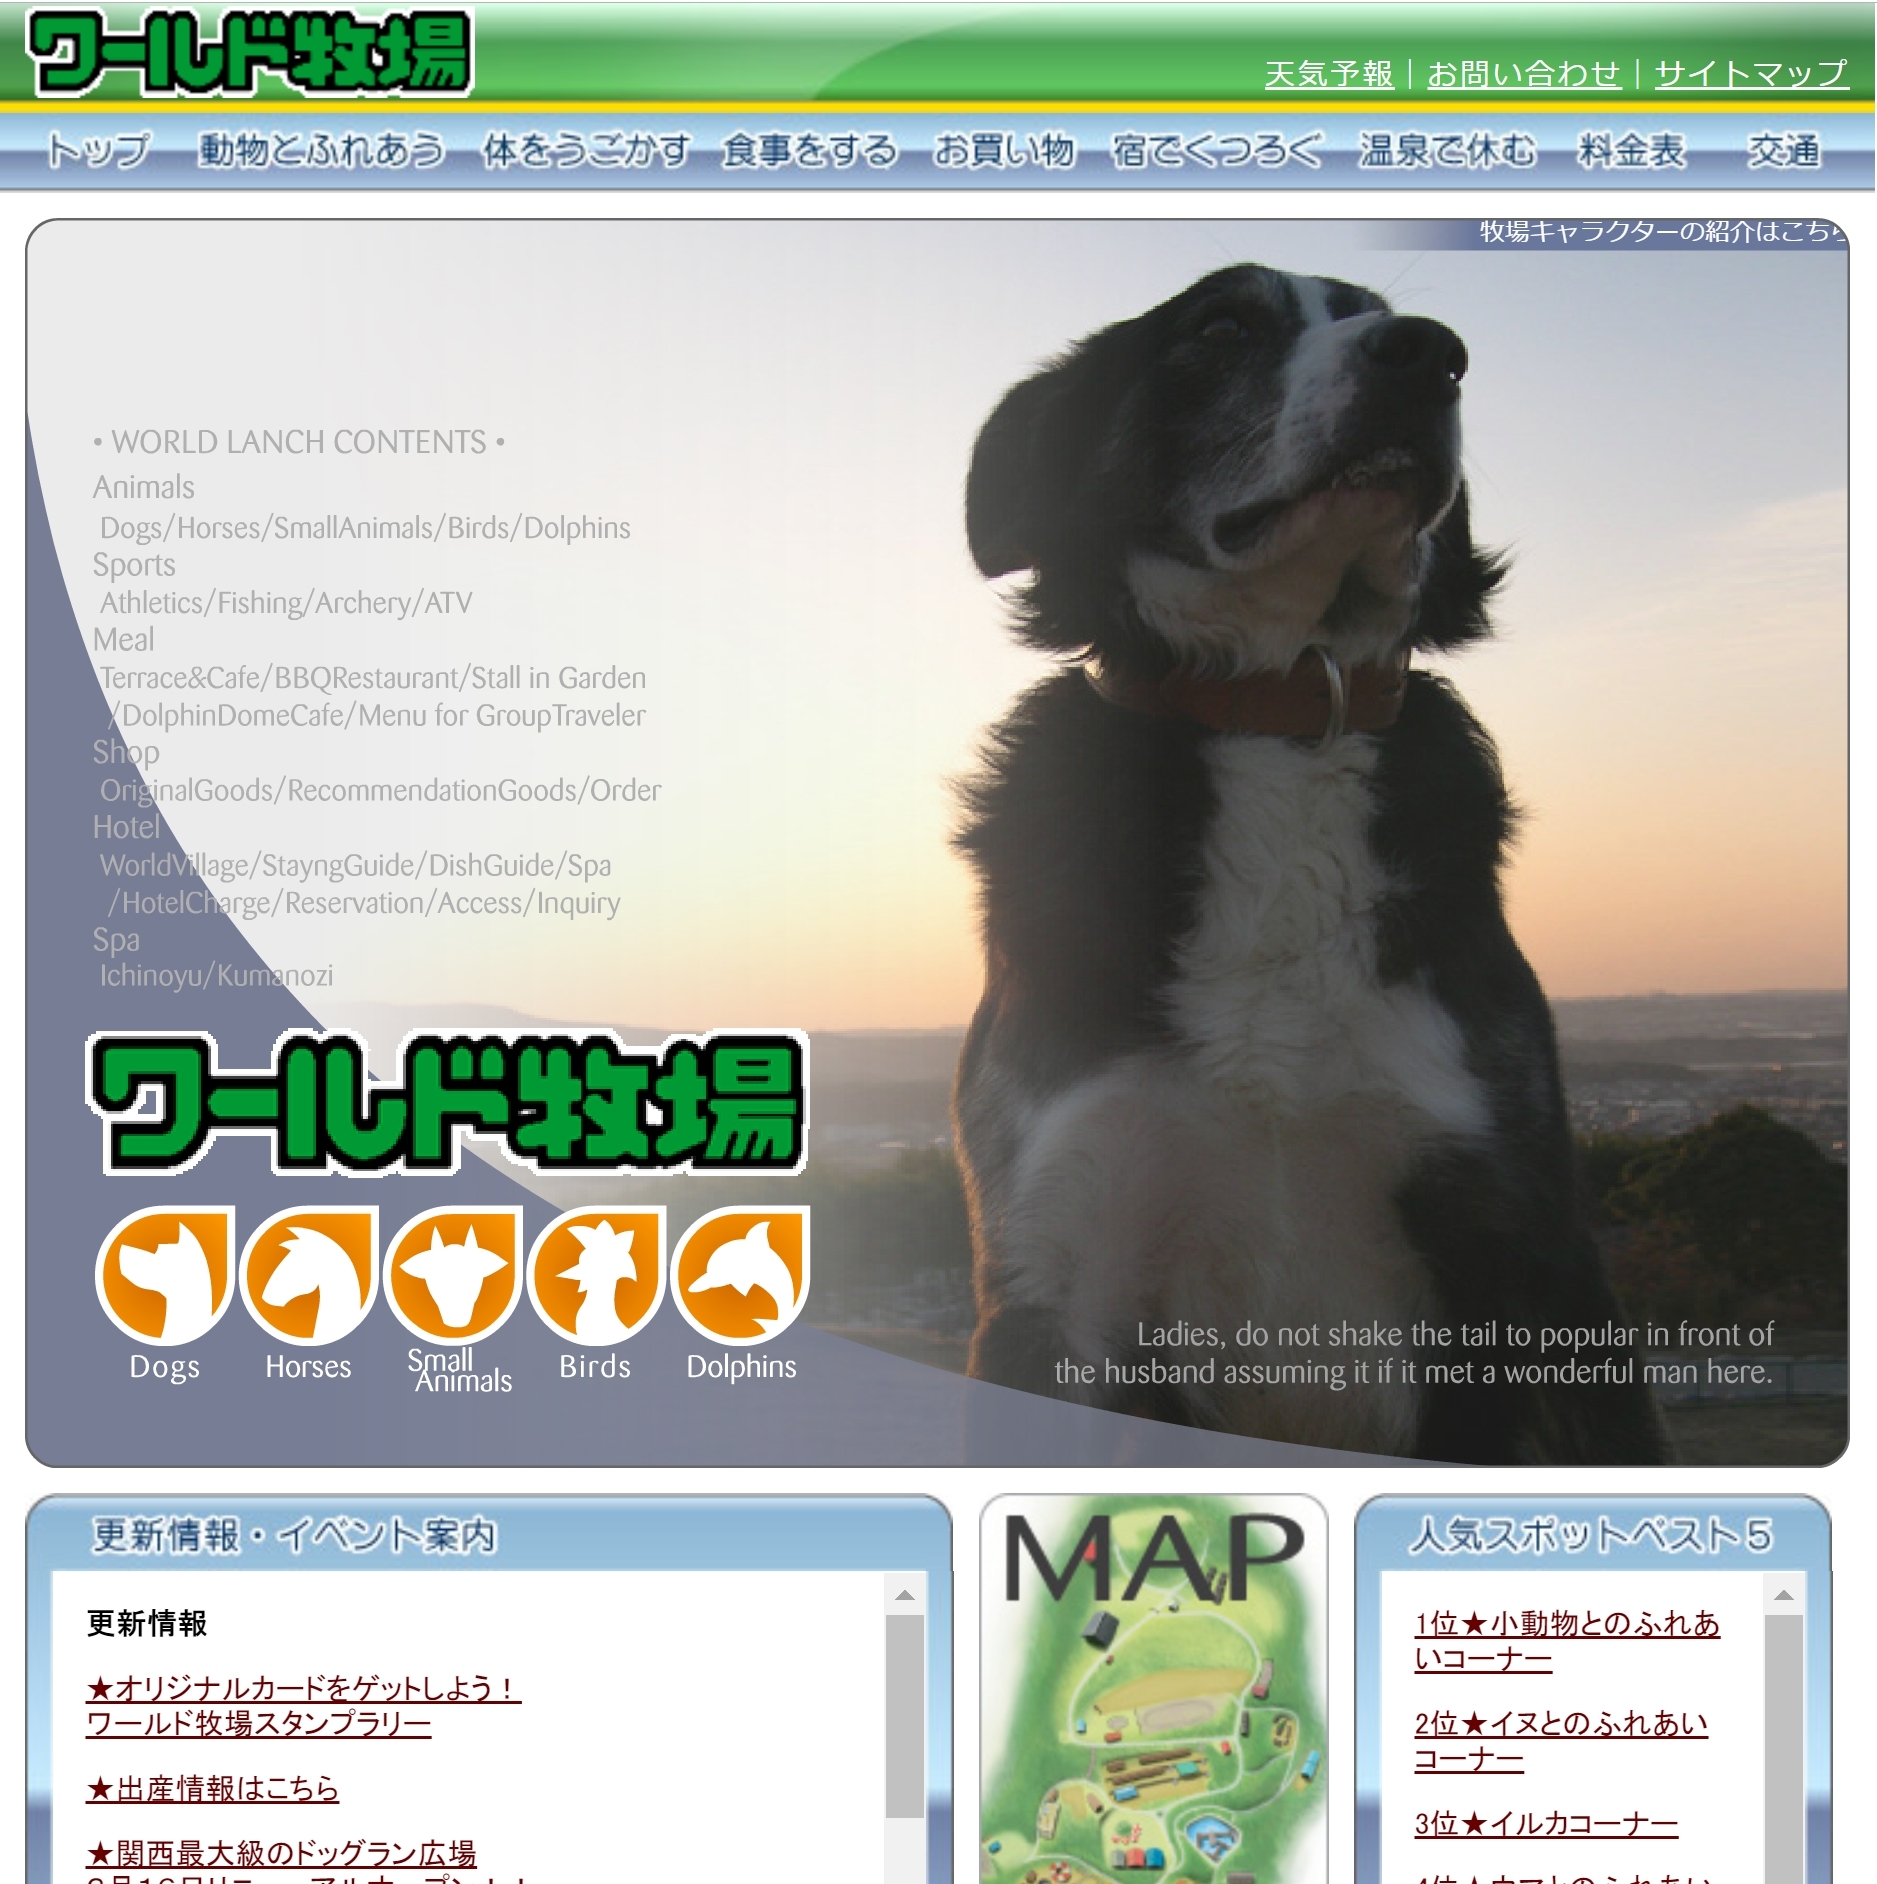 ワールド牧場
天気予報｜お問い合わせ｜サイトマップ
トップ 動物とふれあう 体をうごかす 食事をする お買い物 宿でくつろぐ 温泉で休む 料金表 交通
牧場キャラクターの紹介はこちら
• WORLD LANCH CONTENTS •
Animals
Dogs/Horses/SmallAnimals/Birds/Dolphins
Sports
Athletics/Fishing/Archery/ATV
Meal
Terrace&Cafe/BBQRestaurant/Stall in Garden
/DolphinDomeCafe/Menu for GroupTraveler
Shop
OriginalGoods/RecommendationGoods/Order
Hotel
WorldVillage/StayngGuide/DishGuide/Spa
/HotelCharge/Reservation/Access/Inquiry
Spa
Ichinoyu/Kumanozi
ワールド牧場
Dogs Horses Small Animals Birds Dolphins
Ladies, do not shake the tail to popular in front of
the husband assuming it if it met a wonderful man here.
更新情報・イベント案内
更新情報
★オリジナルカードをゲットしよう！
ワールド牧場スタンプラリー
★出産情報はこちら
★関西最大級のドッグラン広場
MAP
人気スポットベスト５
1位★小動物とのふれあ
いコーナー
2位★イヌとのふれあい
コーナー
3位★イルカコーナー